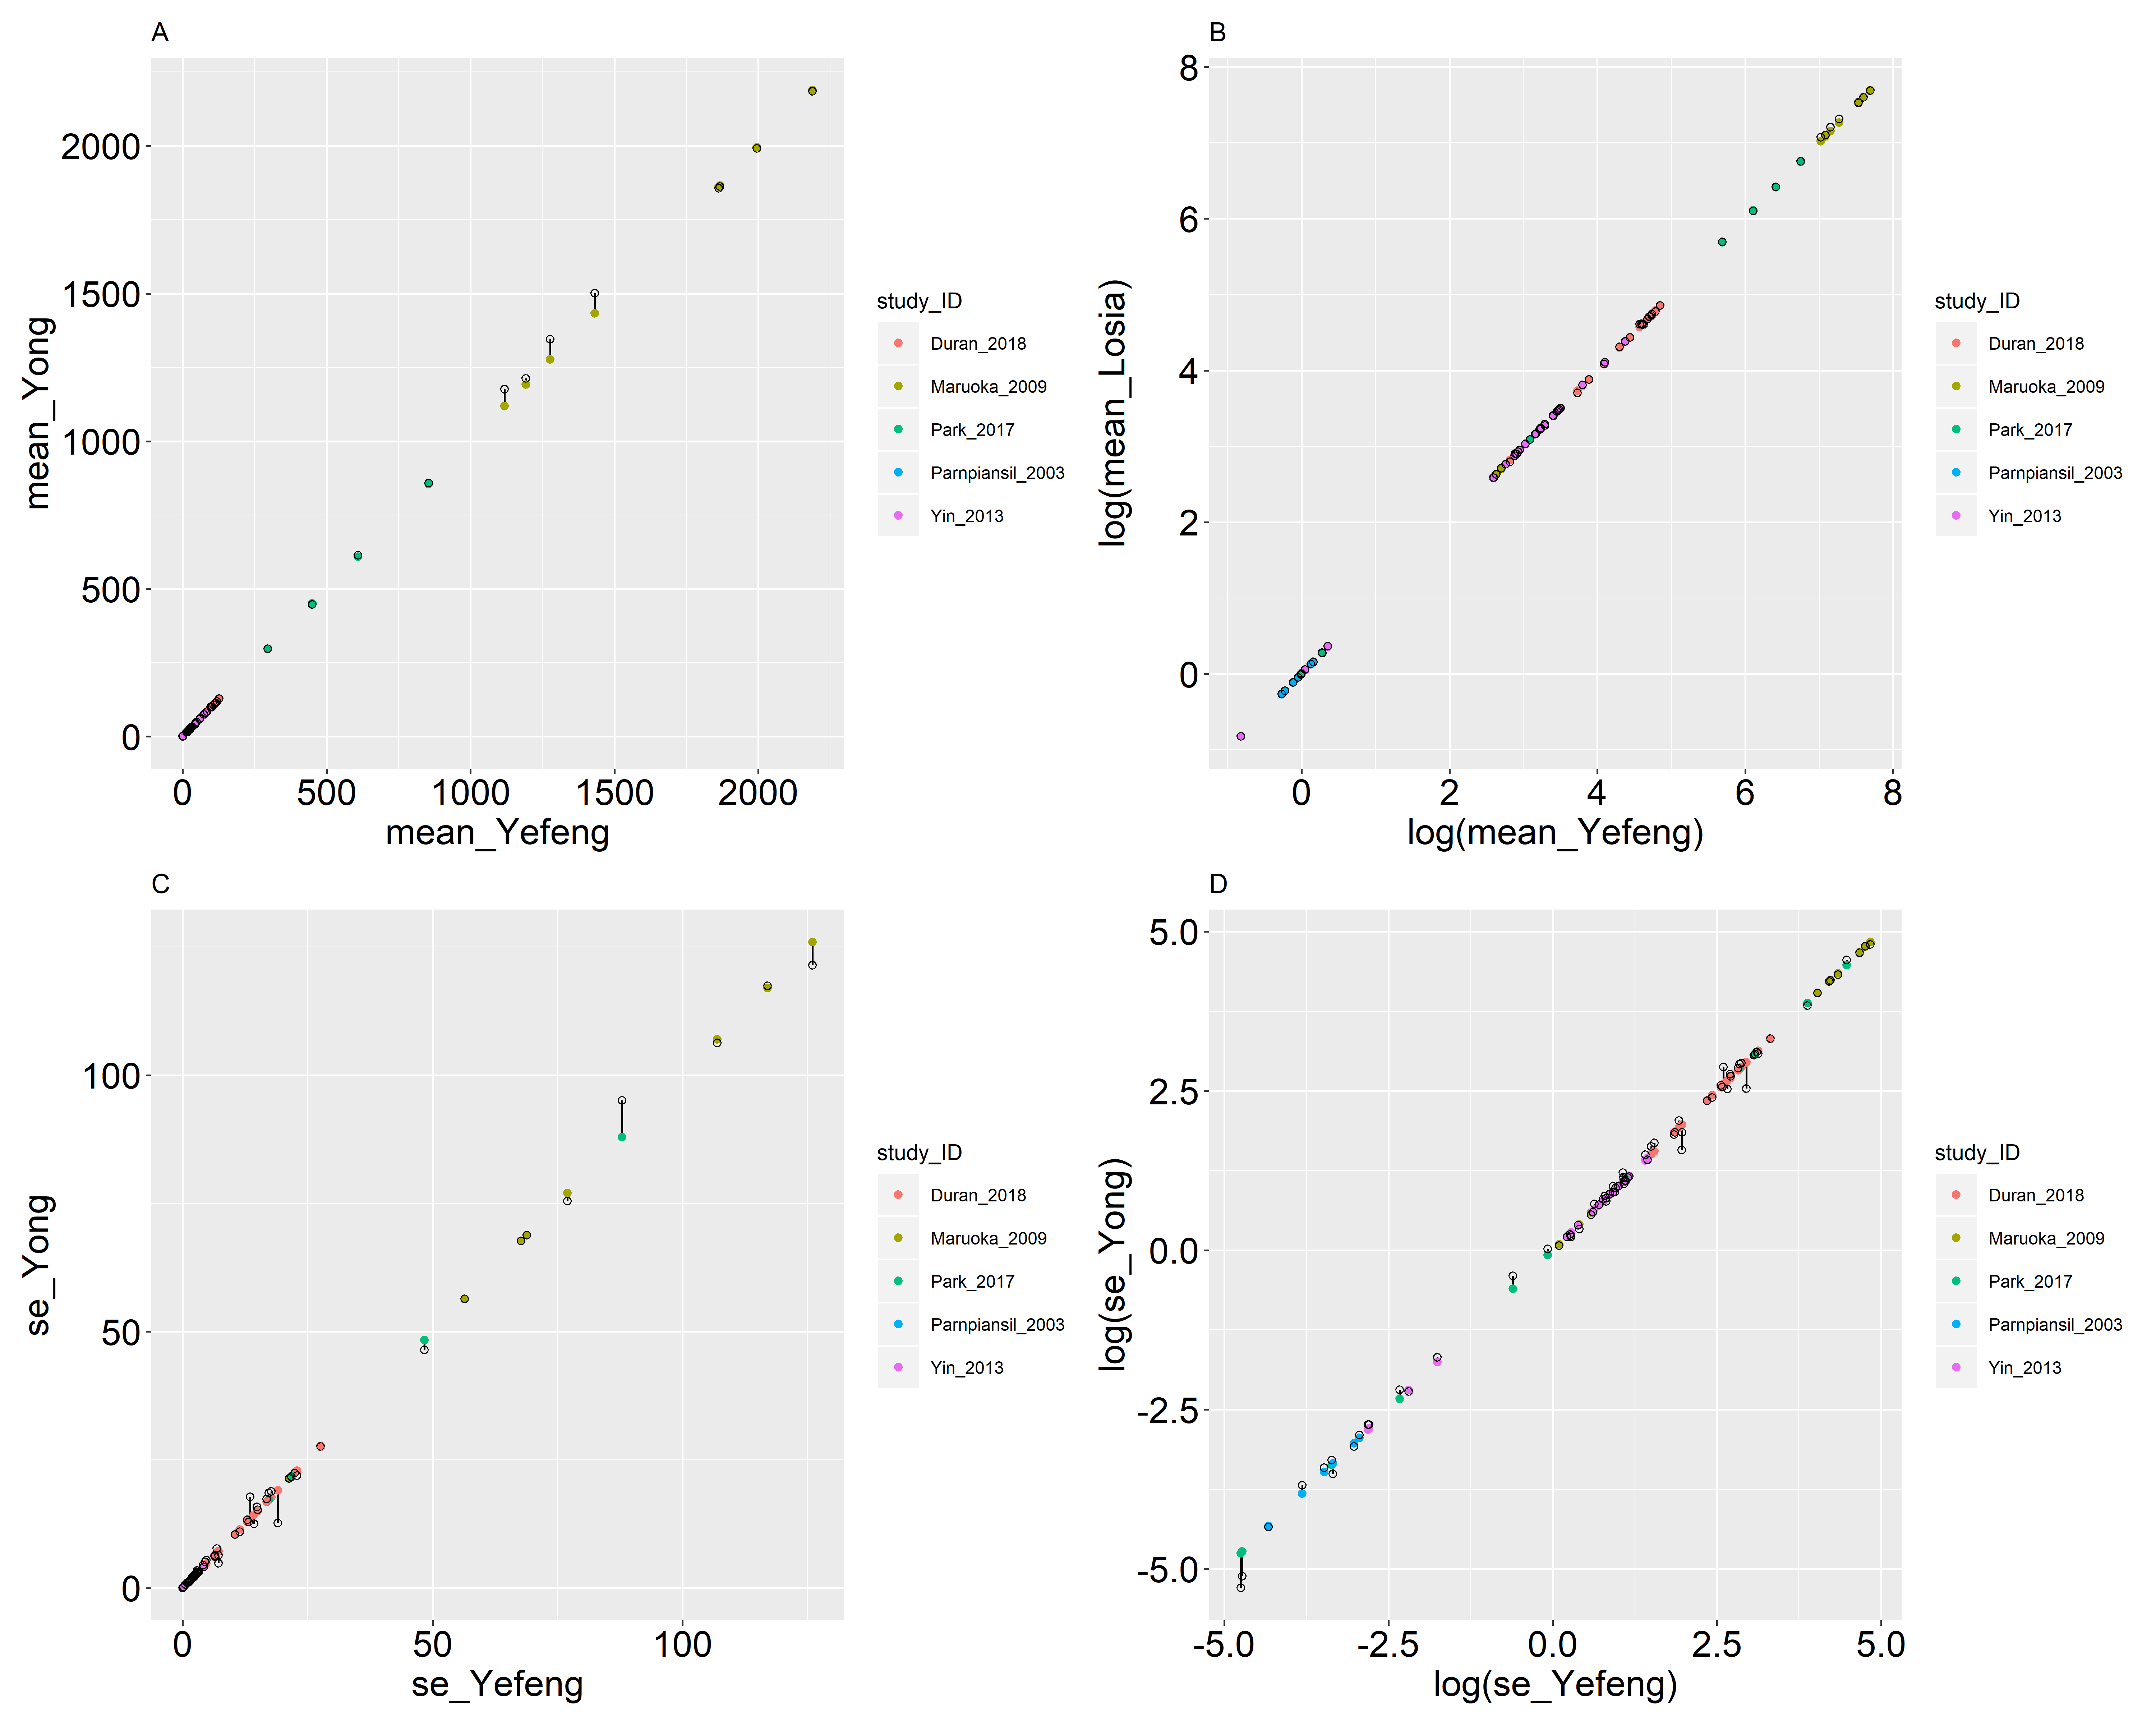 A
mean_Yong
2000
1500
1000
500
0
0 500 1000 1500 2000
mean_Yefeng
study_ID
Duran_2018
Maruoka_2009
Park_2017
Parnpiansil_2003
Yin_2013
B
log(mean_Losia)
8
6
4
2
0
0 2 4 6 8
log(mean_Yefeng)
study_ID
Duran_2018
Maruoka_2009
Park_2017
Parnpiansil_2003
Yin_2013
C
se_Yong
100
50
0
0 50 100
se_Yefeng
study_ID
Duran_2018
Maruoka_2009
Park_2017
Parnpiansil_2003
Yin_2013
D
log(se_Yong)
5.0
2.5
0.0
-2.5
-5.0
-5.0 -2.5 0.0 2.5 5.0
log(se_Yefeng)
study_ID
Duran_2018
Maruoka_2009
Park_2017
Parnpiansil_2003
Yin_2013